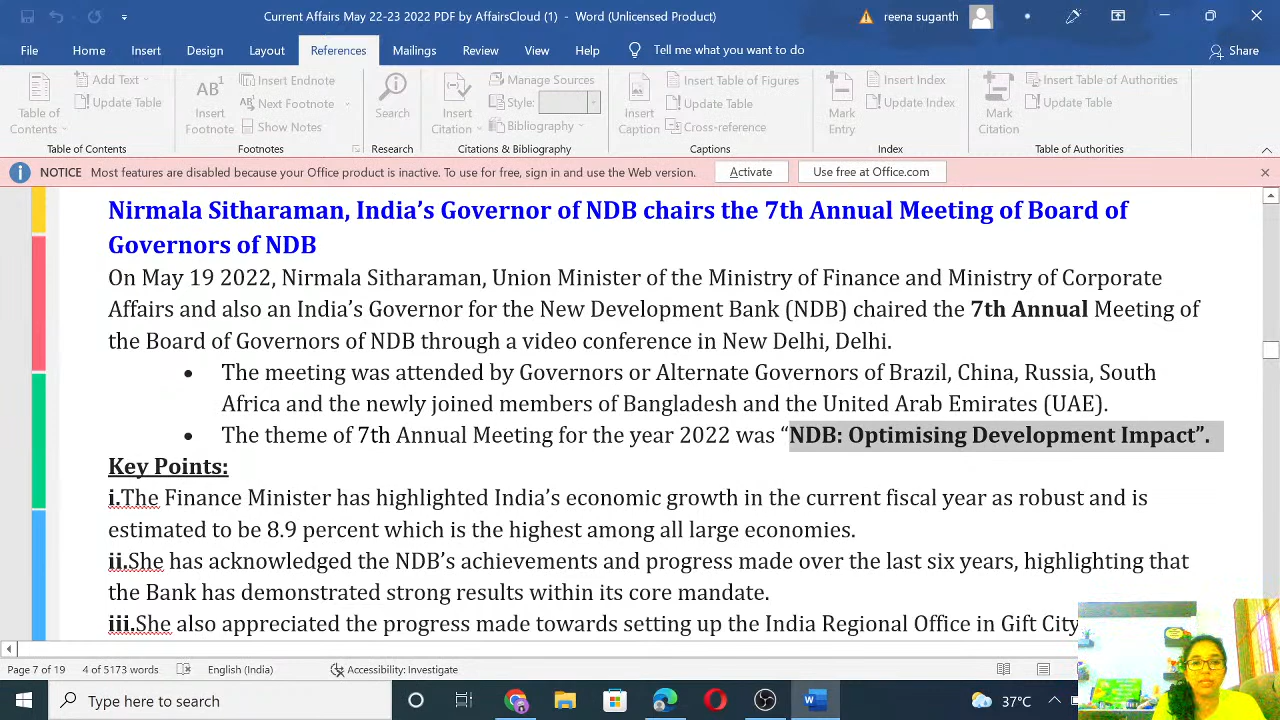 Current Affairs May 22-23 2022 PDF by AffairsCloud (1) - Word (Unlicensed Product)
reena suganth
File Home Insert Design Layout References Mailings Review View Help Tell me what you want to do Share
Table of Contents
Add Text
Update Table
Table of Contents
AB1
Insert Footnote
Insert Endnote
Next Footnote
Show Notes
Footnotes
Search
Research
Insert Citation
Manage Sources
Style:
Bibliography
Citations & Bibliography
Insert Caption
Insert Table of Figures
Update Table
Cross-reference
Captions
Mark Entry
Insert Index
Update Index
Index
Mark Citation
Insert Table of Authorities
Update Table
Table of Authorities
NOTICE Most features are disabled because your Office product is inactive. To use for free, sign in and use the Web version. Activate Use free at Office.com
Nirmala Sitharaman, India’s Governor of NDB chairs the 7th Annual Meeting of Board of
Governors of NDB
On May 19 2022, Nirmala Sitharaman, Union Minister of the Ministry of Finance and Ministry of Corporate
Affairs and also an India’s Governor for the New Development Bank (NDB) chaired the 7th Annual Meeting of
the Board of Governors of NDB through a video conference in New Delhi, Delhi.
• The meeting was attended by Governors or Alternate Governors of Brazil, China, Russia, South
Africa and the newly joined members of Bangladesh and the United Arab Emirates (UAE).
• The theme of 7th Annual Meeting for the year 2022 was “NDB: Optimising Development Impact”.
Key Points:
i.The Finance Minister has highlighted India’s economic growth in the current fiscal year as robust and is
estimated to be 8.9 percent which is the highest among all large economies.
ii.She has acknowledged the NDB’s achievements and progress made over the last six years, highlighting that
the Bank has demonstrated strong results within its core mandate.
iii.She also appreciated the progress made towards setting up the India Regional Office in Gift City
Page 7 of 19 4 of 5173 words English (India) Accessibility: Investigate
Type here to search 37°C